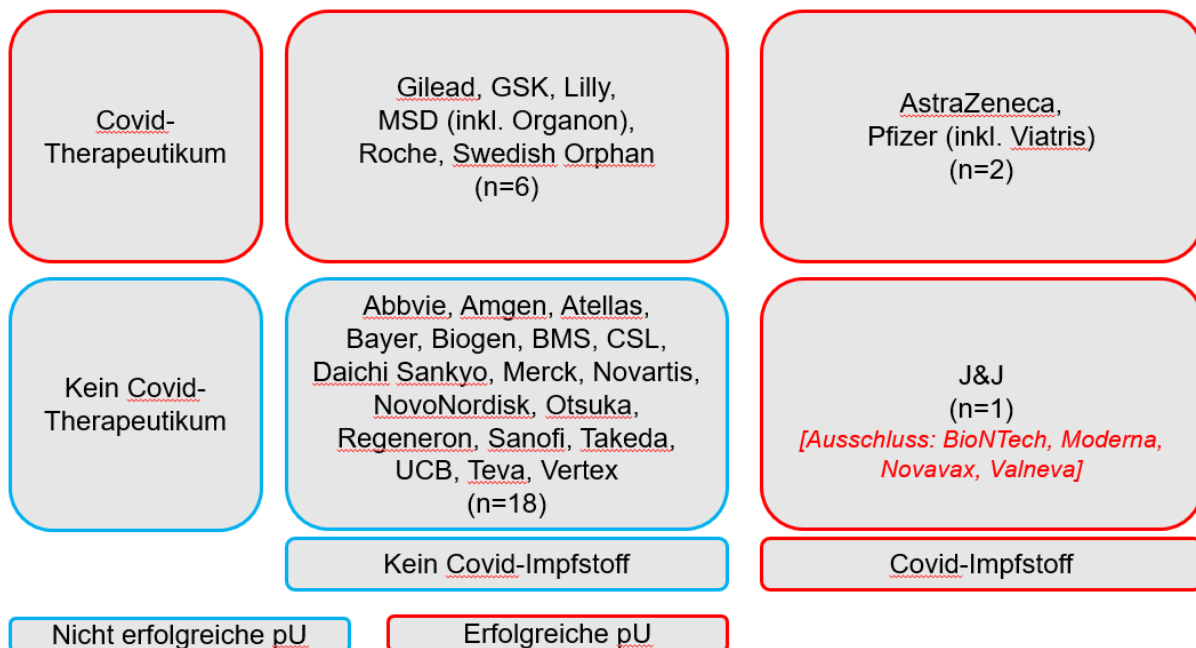 Covid-
Therapeutikum
Gilead, GSK, Lilly,
MSD (inkl. Organon),
Roche, Swedish Orphan
(n=6)
AstraZeneca,
Pfizer (inkl. Viatris)
(n=2)
Kein Covid-
Therapeutikum
Abbvie, Amgen, Atellas,
Bayer, Biogen, BMS, CSL,
Daichi Sankyo, Merck, Novartis,
NovoNordisk, Otsuka,
Regeneron, Sanofi, Takeda,
UCB, Teva, Vertex
(n=18)
J&J
(n=1)
[Ausschluss: BioNTech, Moderna,
Novavax, Valneva]
Kein Covid-Impfstoff
Covid-Impfstoff
Nicht erfolgreiche pU
Erfolgreiche pU